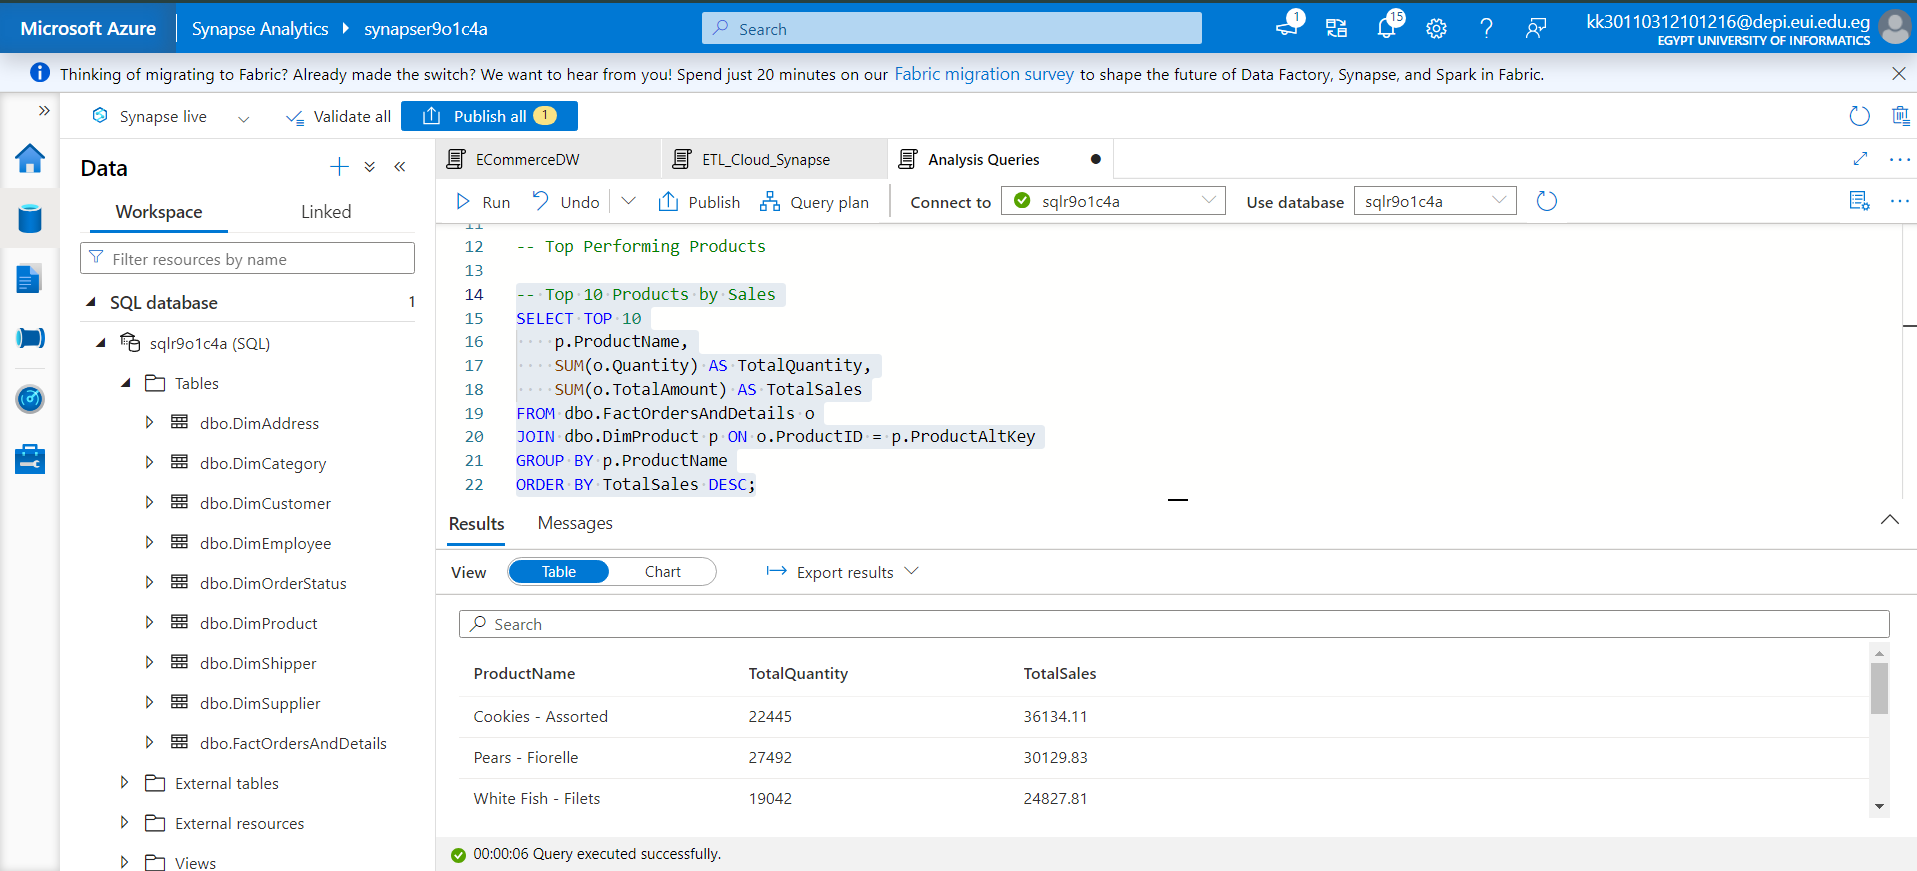 Microsoft Azure
Synapse Analytics
synapser9o1c4a
Search
1
15
kk30110312101216@depi.eui.edu.eg
EGYPT UNIVERSITY OF INFORMATICS
Thinking of migrating to Fabric? Already made the switch? We want to hear from you! Spend just 20 minutes on our Fabric migration survey to shape the future of Data Factory, Synapse, and Spark in Fabric.
Synapse live
Validate all
Publish all 1
Data
Workspace
Linked
Filter resources by name
SQL database 1
sqlr9o1c4a (SQL)
Tables
dbo.DimAddress
dbo.DimCategory
dbo.DimCustomer
dbo.DimEmployee
dbo.DimOrderStatus
dbo.DimProduct
dbo.DimShipper
dbo.DimSupplier
dbo.FactOrdersAndDetails
External tables
External resources
Views
ECommerceDW
ETL_Cloud_Synapse
Analysis Queries
Run
Undo
Publish
Query plan
Connect to
sqlr9o1c4a
Use database
sqlr9o1c4a
11
12 -- Top Performing Products
13
14 -- Top 10 Products by Sales
15 SELECT TOP 10
16 p.ProductName,
17 SUM(o.Quantity) AS TotalQuantity,
18 SUM(o.TotalAmount) AS TotalSales
19 FROM dbo.FactOrdersAndDetails o
20 JOIN dbo.DimProduct p ON o.ProductID = p.ProductAltKey
21 GROUP BY p.ProductName
22 ORDER BY TotalSales DESC;
Results
Messages
View
Table
Chart
Export results
Search
ProductName TotalQuantity TotalSales
Cookies - Assorted 22445 36134.11
Pears - Fiorelle 27492 30129.83
White Fish - Filets 19042 24827.81
00:00:06 Query executed successfully.